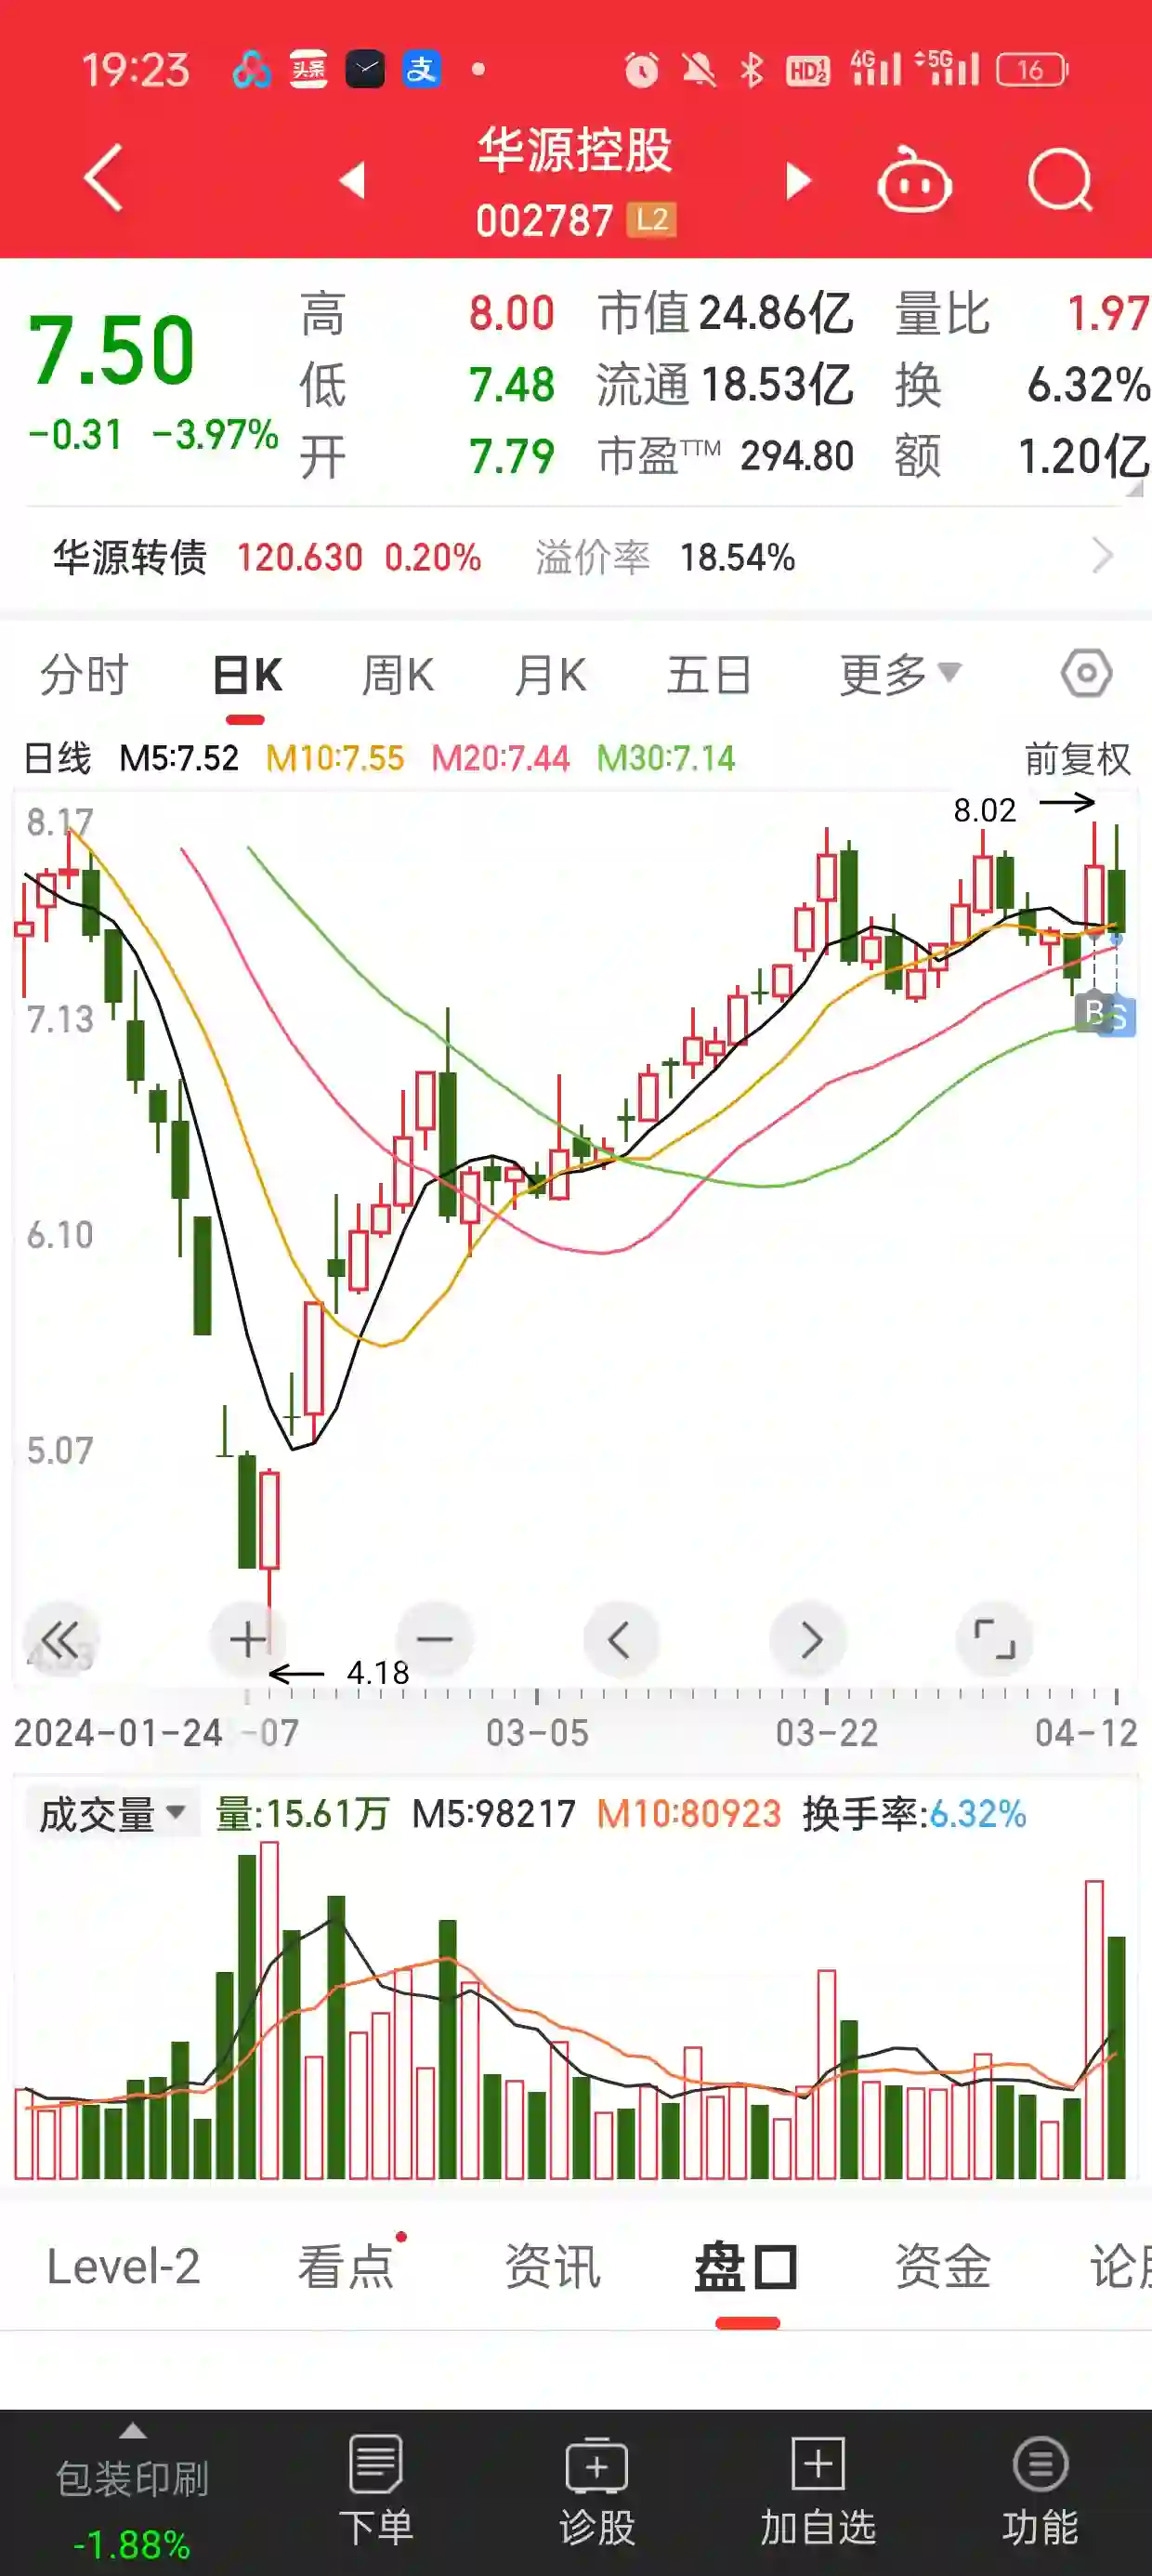 19:23 头条 支 HD 1 2 4G 5G 16
华源控股
002787 L2
7.50
-0.31 -3.97%
高 8.00 市值 24.86亿 量比 1.97
低 7.48 流通 18.53亿 换 6.32%
开 7.79 市盈TTM 294.80 额 1.20亿
华源转债 120.630 0.20% 溢价率 18.54%
分时 日K 周K 月K 五日 更多
日线 M5:7.52 M10:7.55 M20:7.44 M30:7.14 前复权
8.17
8.02
7.13
B S
6.10
5.07
4.18
2024-01-24 -07 03-05 03-22 04-12
成交量 量:15.61万 M5:98217 M10:80923 换手率:6.32%
Level-2 看点 资讯 盘口 资金
包装印刷
-1.88%
下单 诊股 加自选 功能